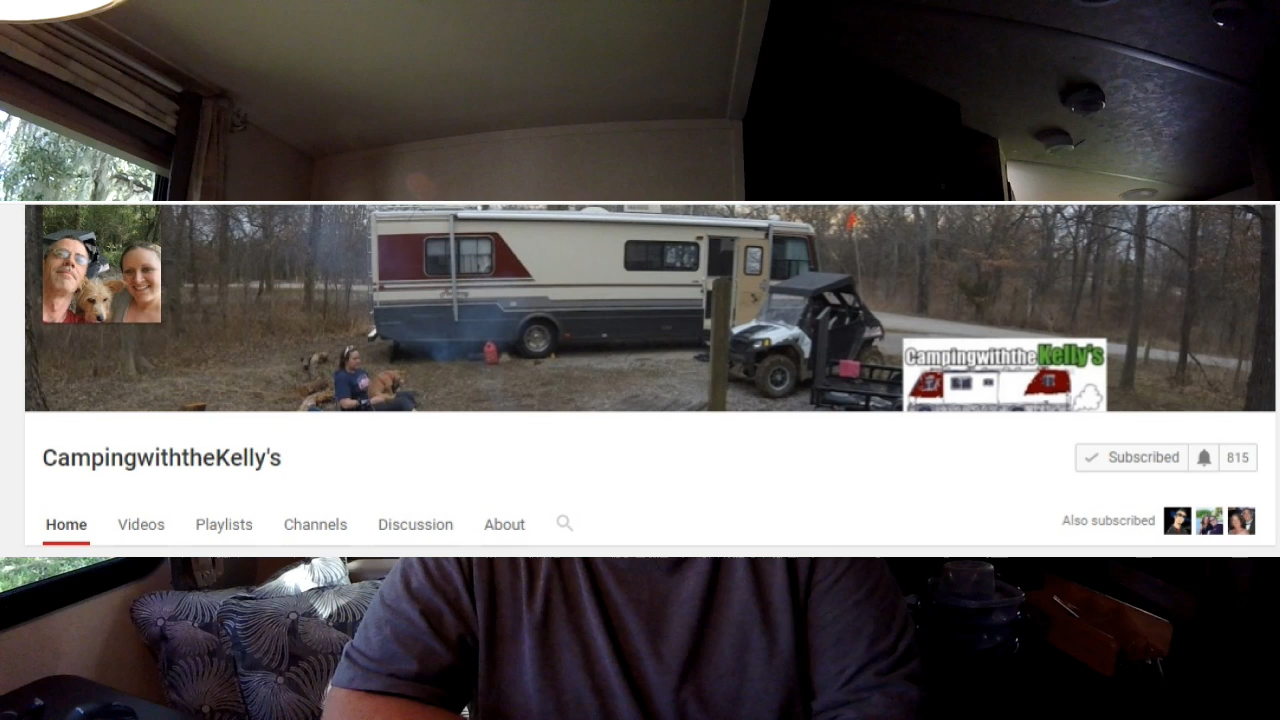 CampingwiththeKelly's
CampingwiththeKelly's
Subscribed 815
Home Videos Playlists Channels Discussion About
Also subscribed